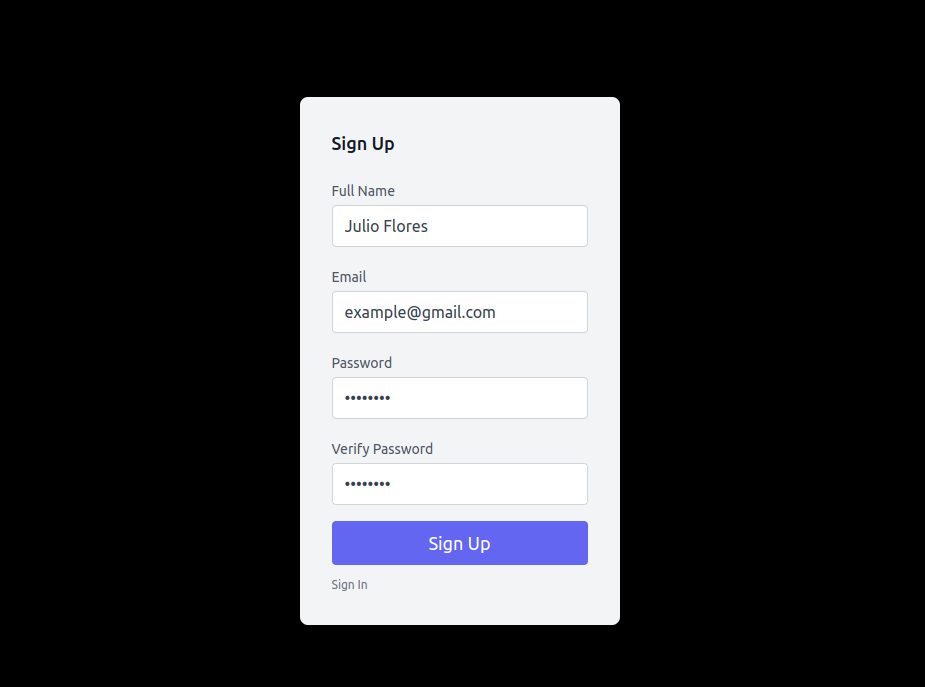 Sign Up
Full Name
Julio Flores
Email
example@gmail.com
Password
••••••••
Verify Password
••••••••
Sign Up
Sign In